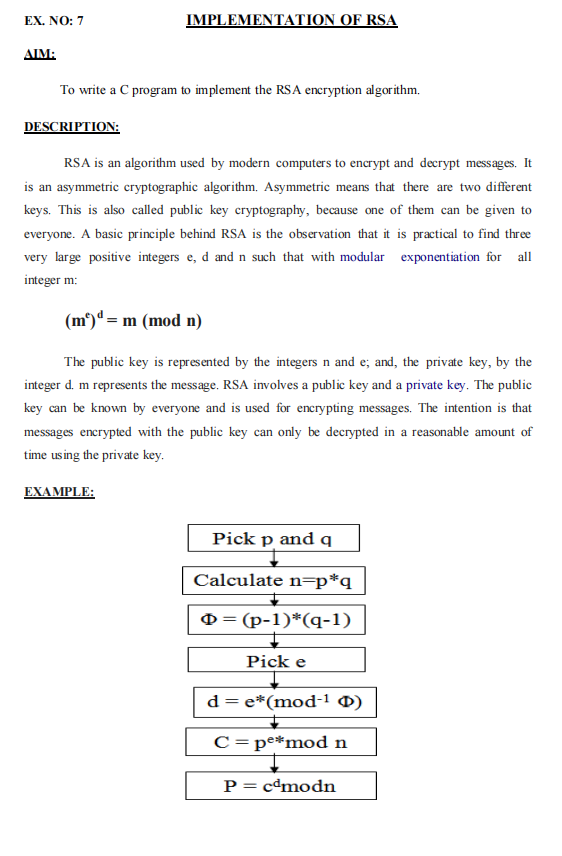 EX. NO: 7 IMPLEMENTATION OF RSA
AIM:
To write a C program to implement the RSA encryption algorithm.
DESCRIPTION:
RSA is an algorithm used by modern computers to encrypt and decrypt messages. It
is an asymmetric cryptographic algorithm. Asymmetric means that there are two different
keys. This is also called public key cryptography, because one of them can be given to
everyone. A basic principle behind RSA is the observation that it is practical to find three
very large positive integers e, d and n such that with modular exponentiation for all
integer m:
(mᵉ)ᵈ = m (mod n)
The public key is represented by the integers n and e; and, the private key, by the
integer d. m represents the message. RSA involves a public key and a private key. The public
key can be known by everyone and is used for encrypting messages. The intention is that
messages encrypted with the public key can only be decrypted in a reasonable amount of
time using the private key.
EXAMPLE:
Pick p and q
Calculate n=p*q
Φ = (p-1)*(q-1)
Pick e
d = e*(mod⁻¹ Φ)
C = pᵉ*mod n
P = cᵈmodn